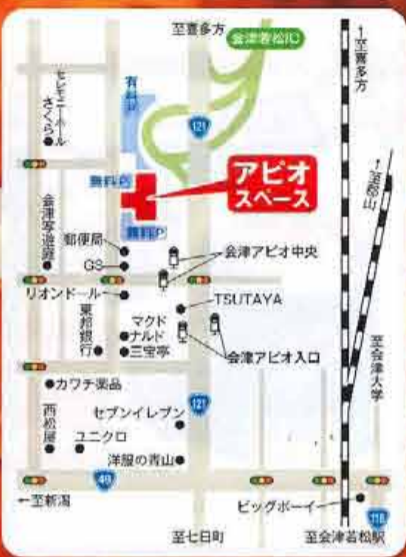 至喜多方
会津若松IC
↑至喜多方
セレモニーホール
さくら
有料P
121
↑至郡山
無料P
アピオ
スペース
会津写遊庭
郵便局
無料P
GS
会津アピオ中央
リオンドール
TSUTAYA
東邦銀行
マクド
ナルド
三宝亭
会津アピオ入口
至会津大学
カワチ薬品
121
西松屋
セブンイレブン
ユニクロ
洋服の青山
49
←至新潟
ビッグボーイ
118
至七日町
至会津若松駅